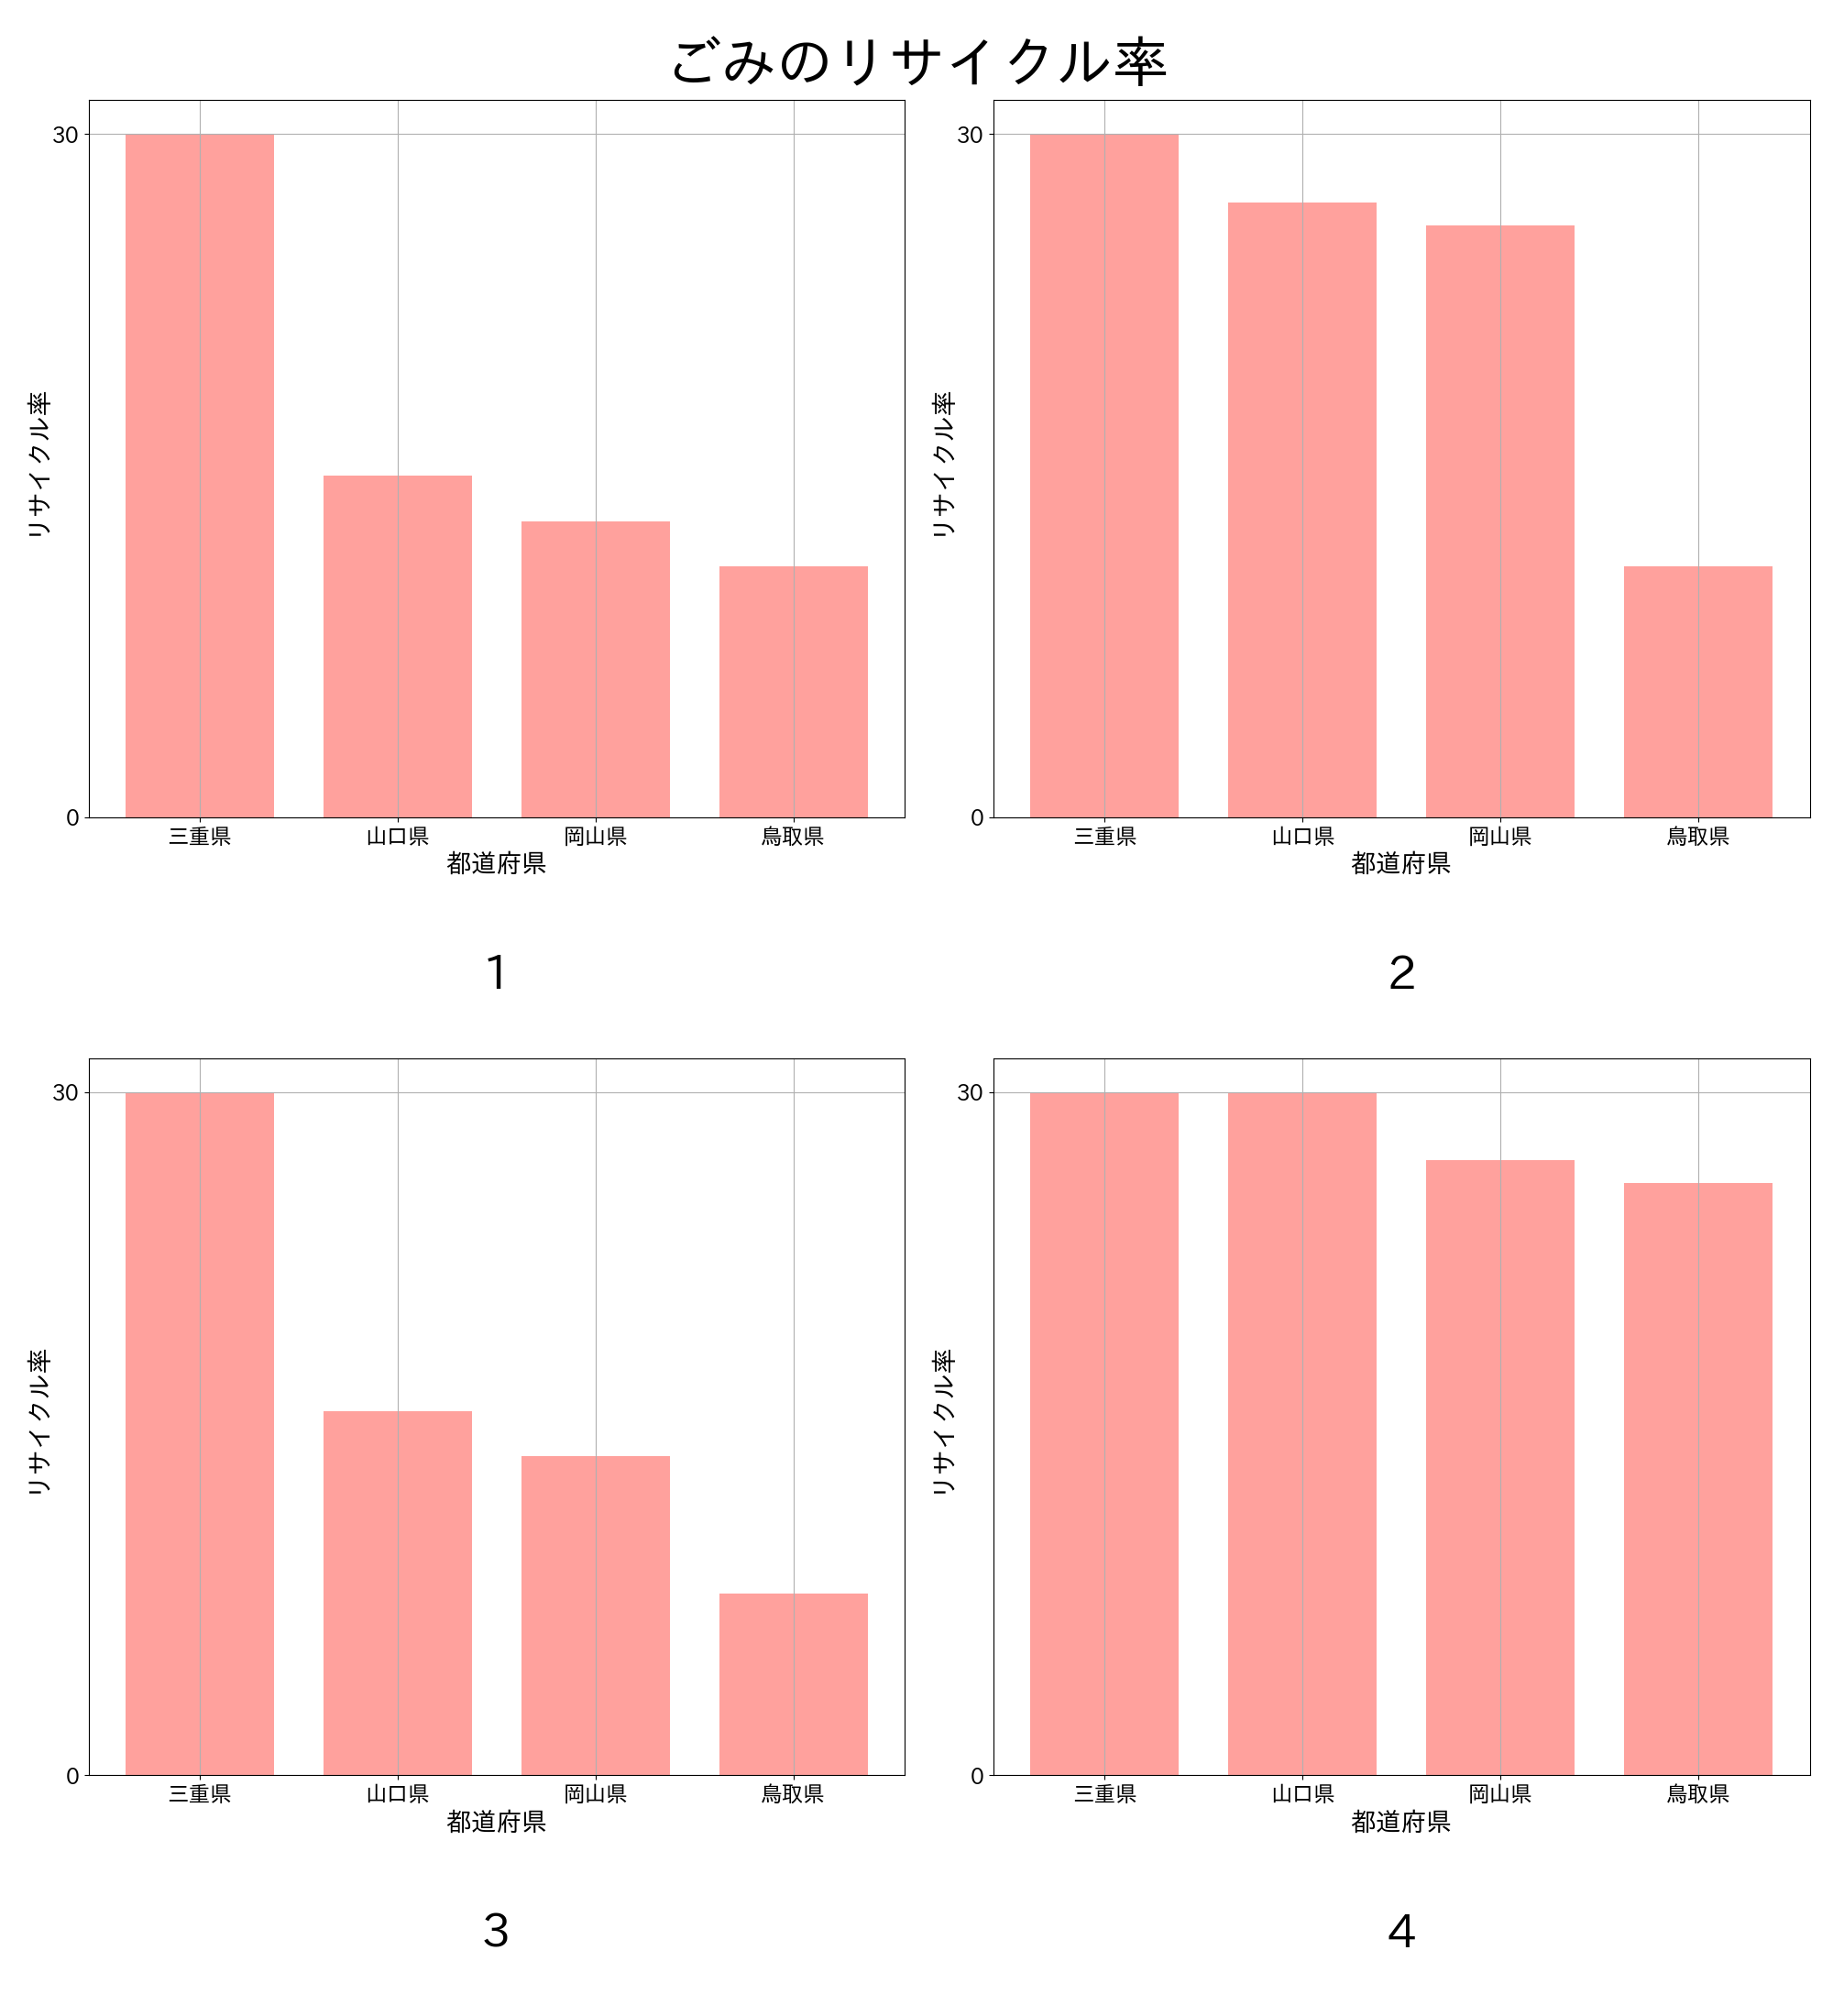 ごみのリサイクル率
30
0
リサイクル率
三重県 山口県 岡山県 鳥取県
都道府県
1
30
0
リサイクル率
三重県 山口県 岡山県 鳥取県
都道府県
2
30
0
リサイクル率
三重県 山口県 岡山県 鳥取県
都道府県
3
30
0
リサイクル率
三重県 山口県 岡山県 鳥取県
都道府県
4